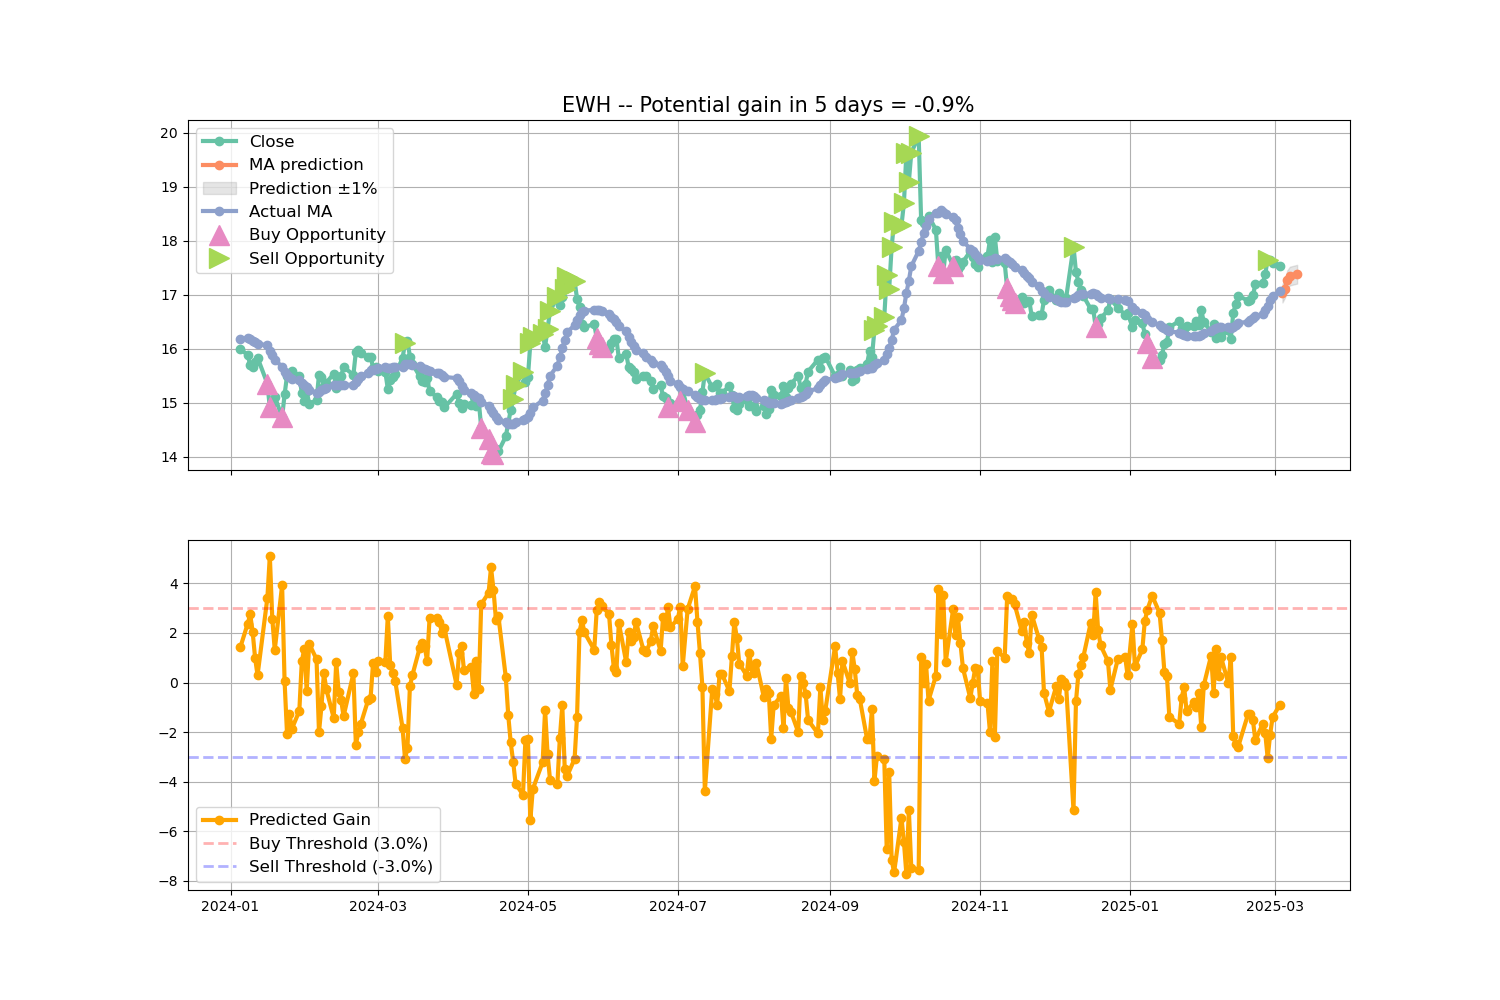 EWH -- Potential gain in 5 days = -0.9%
20
19
18
17
16
15
14
Close
MA prediction
Prediction ±1%
Actual MA
Buy Opportunity
Sell Opportunity
4
2
0
−2
−4
−6
−8
Predicted Gain
Buy Threshold (3.0%)
Sell Threshold (-3.0%)
2024-01
2024-03
2024-05
2024-07
2024-09
2024-11
2025-01
2025-03